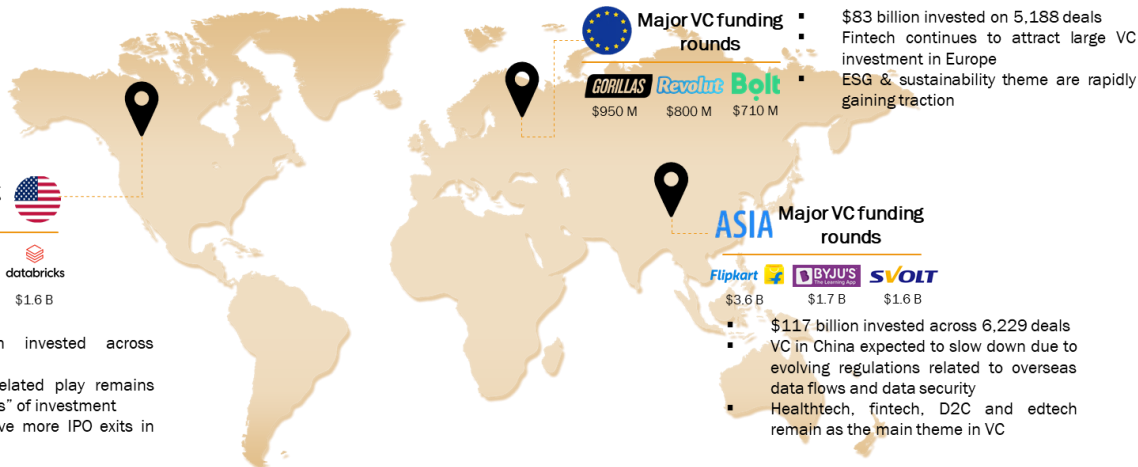 Major VC funding
rounds
GORILLAS Revolut Bolt
$950 M $800 M $710 M
▪ $83 billion invested on 5,188 deals
▪ Fintech continues to attract large VC
investment in Europe
▪ ESG & sustainability theme are rapidly
gaining traction
databricks
$1.6 B
invested across
elated play remains
of investment
ve more IPO exits in
ASIA
Major VC funding
rounds
Flipkart BYJU'S The Learning App SVOLT
$3.6 B $1.7 B $1.6 B
▪ $117 billion invested across 6,229 deals
▪ VC in China expected to slow down due to
evolving regulations related to overseas
data flows and data security
▪ Healthtech, fintech, D2C and edtech
remain as the main theme in VC